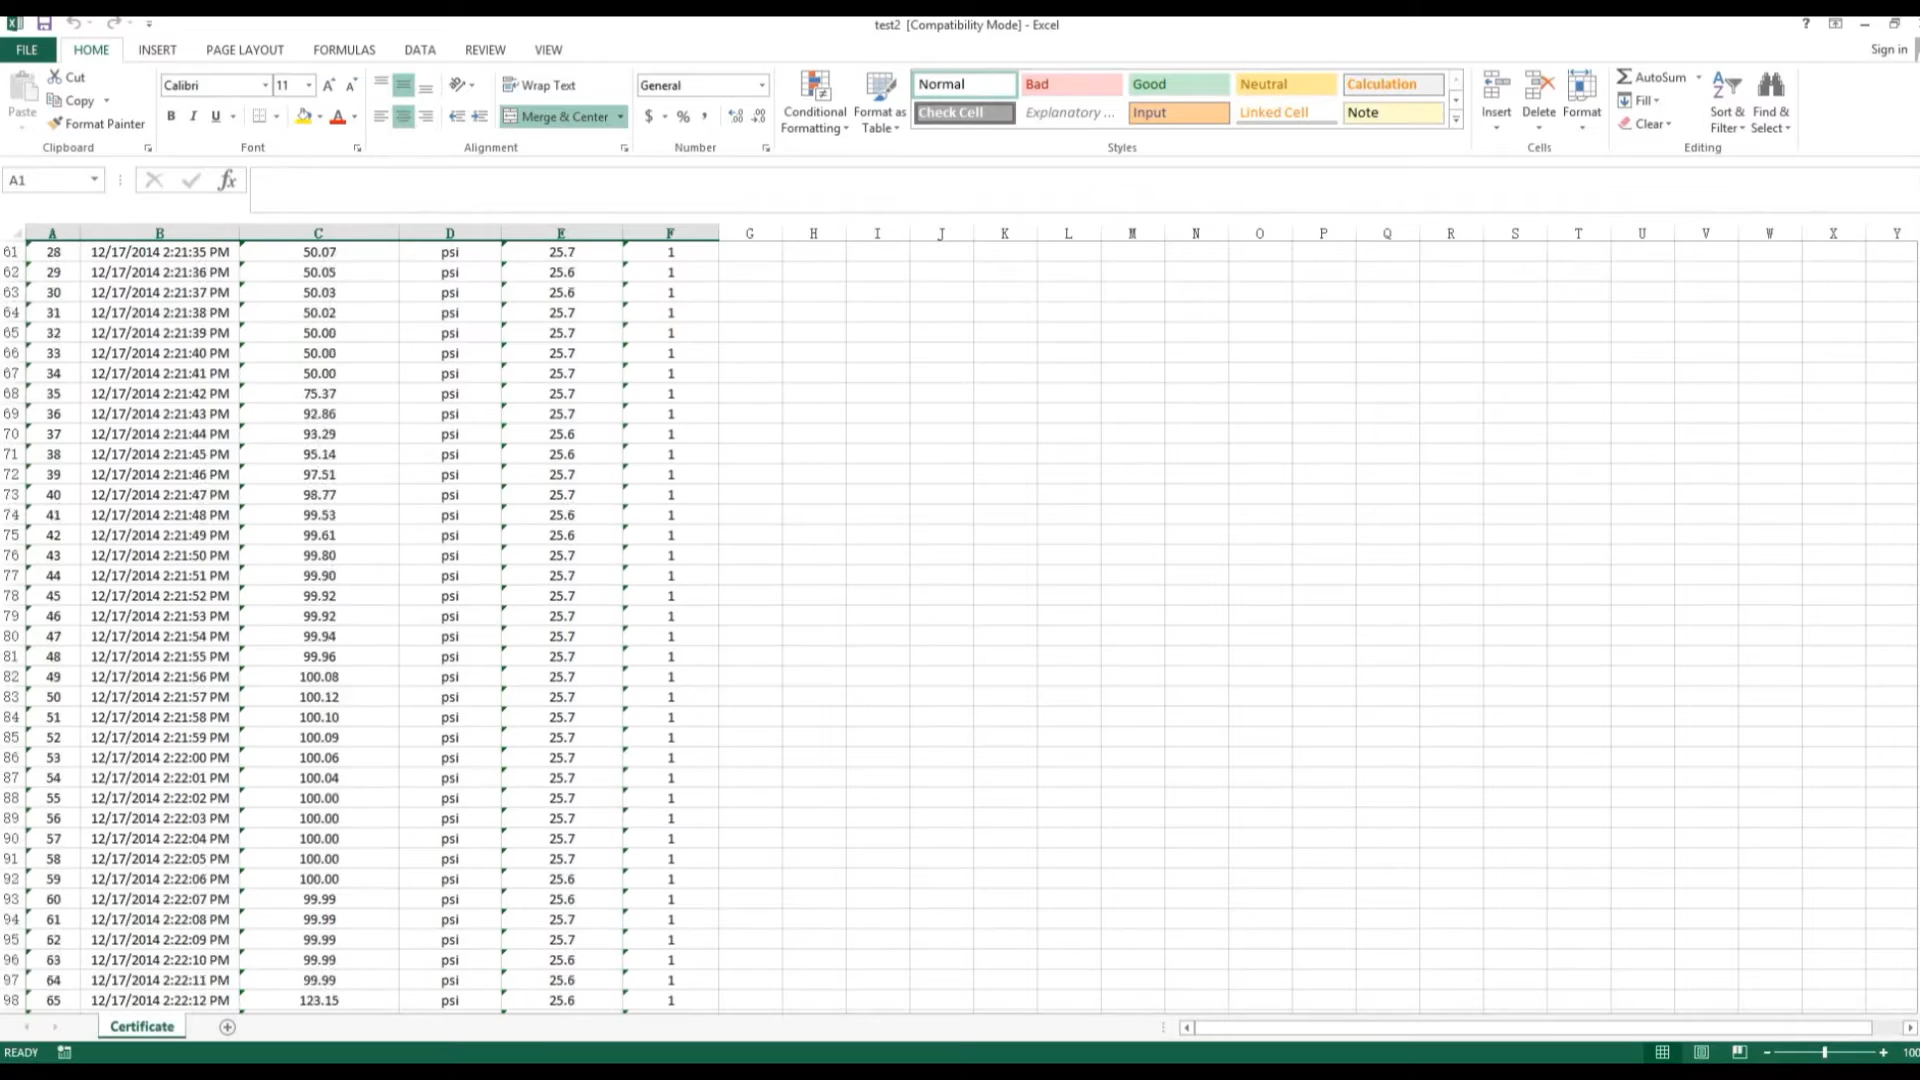 test2 [Compatibility Mode] - Excel
?
FILE HOME INSERT PAGE LAYOUT FORMULAS DATA REVIEW VIEW Sign in
Paste Cut Copy Format Painter
Calibri 11 A A B I U A
Wrap Text Merge & Center
General $ % ,
Conditional Formatting Format as Table
Normal Bad Good Neutral Calculation
Check Cell Explanatory ... Input Linked Cell Note
Insert Delete Format
AutoSum Fill Clear Sort & Filter Find & Select
Clipboard Font Alignment Number Styles Cells Editing
A1 fx
A B C D E F G H I J K L M N O P Q R S T U V W X Y
61 28 12/17/2014 2:21:35 PM 50.07 psi 25.7 1
62 29 12/17/2014 2:21:36 PM 50.05 psi 25.6 1
63 30 12/17/2014 2:21:37 PM 50.03 psi 25.6 1
64 31 12/17/2014 2:21:38 PM 50.02 psi 25.7 1
65 32 12/17/2014 2:21:39 PM 50.00 psi 25.7 1
66 33 12/17/2014 2:21:40 PM 50.00 psi 25.7 1
67 34 12/17/2014 2:21:41 PM 50.00 psi 25.7 1
68 35 12/17/2014 2:21:42 PM 75.37 psi 25.7 1
69 36 12/17/2014 2:21:43 PM 92.86 psi 25.7 1
70 37 12/17/2014 2:21:44 PM 93.29 psi 25.6 1
71 38 12/17/2014 2:21:45 PM 95.14 psi 25.6 1
72 39 12/17/2014 2:21:46 PM 97.51 psi 25.7 1
73 40 12/17/2014 2:21:47 PM 98.77 psi 25.7 1
74 41 12/17/2014 2:21:48 PM 99.53 psi 25.6 1
75 42 12/17/2014 2:21:49 PM 99.61 psi 25.6 1
76 43 12/17/2014 2:21:50 PM 99.80 psi 25.7 1
77 44 12/17/2014 2:21:51 PM 99.90 psi 25.7 1
78 45 12/17/2014 2:21:52 PM 99.92 psi 25.7 1
79 46 12/17/2014 2:21:53 PM 99.92 psi 25.7 1
80 47 12/17/2014 2:21:54 PM 99.94 psi 25.7 1
81 48 12/17/2014 2:21:55 PM 99.96 psi 25.7 1
82 49 12/17/2014 2:21:56 PM 100.08 psi 25.7 1
83 50 12/17/2014 2:21:57 PM 100.12 psi 25.7 1
84 51 12/17/2014 2:21:58 PM 100.10 psi 25.7 1
85 52 12/17/2014 2:21:59 PM 100.09 psi 25.7 1
86 53 12/17/2014 2:22:00 PM 100.06 psi 25.7 1
87 54 12/17/2014 2:22:01 PM 100.04 psi 25.7 1
88 55 12/17/2014 2:22:02 PM 100.00 psi 25.7 1
89 56 12/17/2014 2:22:03 PM 100.00 psi 25.7 1
90 57 12/17/2014 2:22:04 PM 100.00 psi 25.7 1
91 58 12/17/2014 2:22:05 PM 100.00 psi 25.7 1
92 59 12/17/2014 2:22:06 PM 100.00 psi 25.6 1
93 60 12/17/2014 2:22:07 PM 99.99 psi 25.6 1
94 61 12/17/2014 2:22:08 PM 99.99 psi 25.7 1
95 62 12/17/2014 2:22:09 PM 99.99 psi 25.7 1
96 63 12/17/2014 2:22:10 PM 99.99 psi 25.6 1
97 64 12/17/2014 2:22:11 PM 99.99 psi 25.6 1
98 65 12/17/2014 2:22:12 PM 123.15 psi 25.6 1
Certificate
READY 100